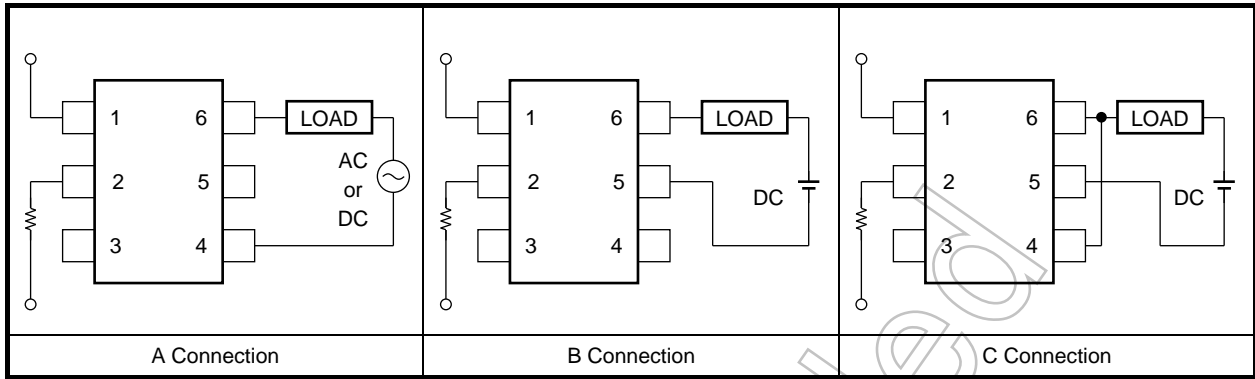 1 6 LOAD
2 5 AC or DC
3 4
A Connection
1 6 LOAD
2 5 DC
3 4
B Connection
1 6 LOAD
2 5 DC
3 4
C Connection